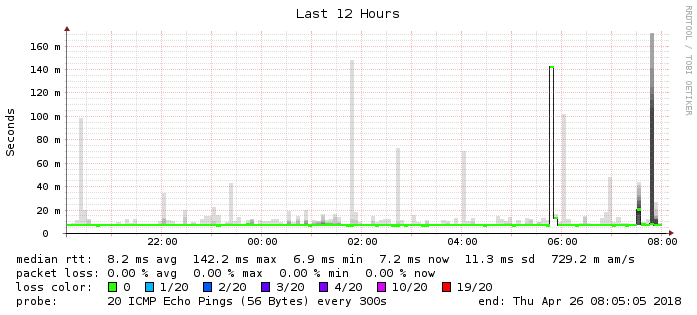 Last 12 Hours
RRDTOOL / TOBI OETIKER
Seconds
160 m
140 m
120 m
100 m
80 m
60 m
40 m
20 m
0
22:00 00:00 02:00 04:00 06:00 08:00
median rtt: 8.2 ms avg 142.2 ms max 6.9 ms min 7.2 ms now 11.3 ms sd 729.2 m am/s
packet loss: 0.00 % avg 0.00 % max 0.00 % min 0.00 % now
loss color: 0 1/20 2/20 3/20 4/20 10/20 19/20
probe: 20 ICMP Echo Pings (56 Bytes) every 300s end: Thu Apr 26 08:05:05 2018